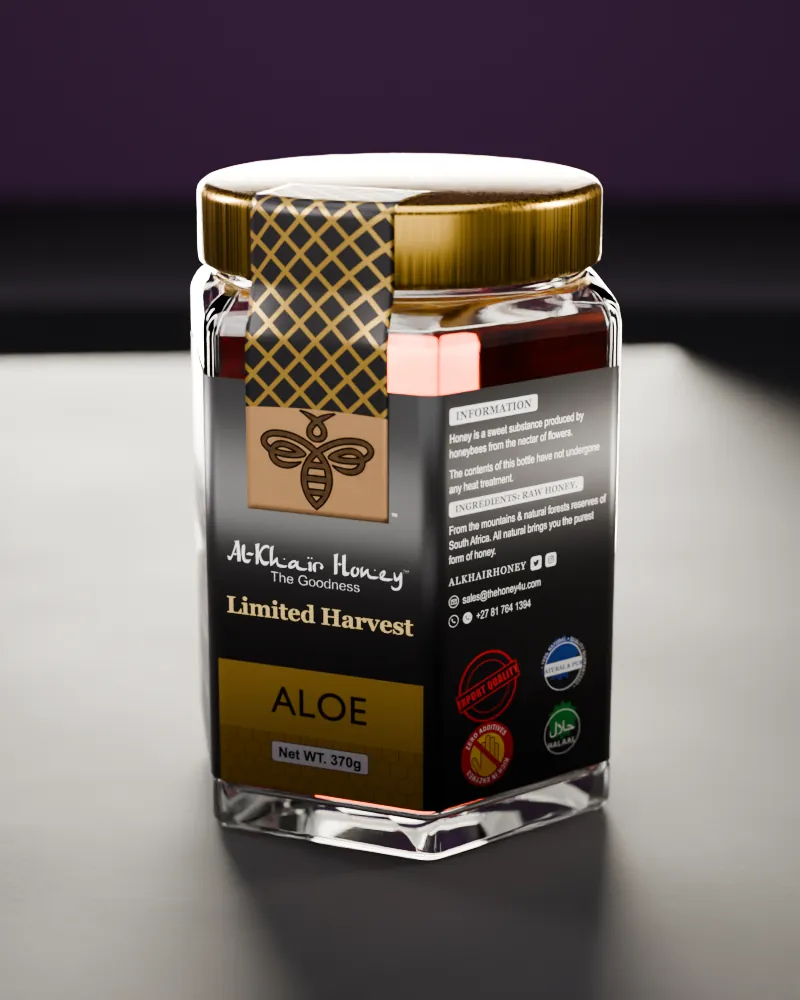 Al-Khair Honey™
The Goodness
Limited Harvest
ALOE
Net WT. 370g
™
INFORMATION
Honey is a sweet substance produced by
honeybees from the nectar of flowers.
The contents of this bottle have not undergone
any heat treatment.
INGREDIENTS: RAW HONEY.
From the mountains & natural forests reserves of
South Africa. All natural brings you the purest
form of honey.
ALKHAIRHONEY
sales@thehoney4u.com
+27 81 764 1394
EXPORT QUALITY
ZERO ADDITIVES
حلال
HALAAL